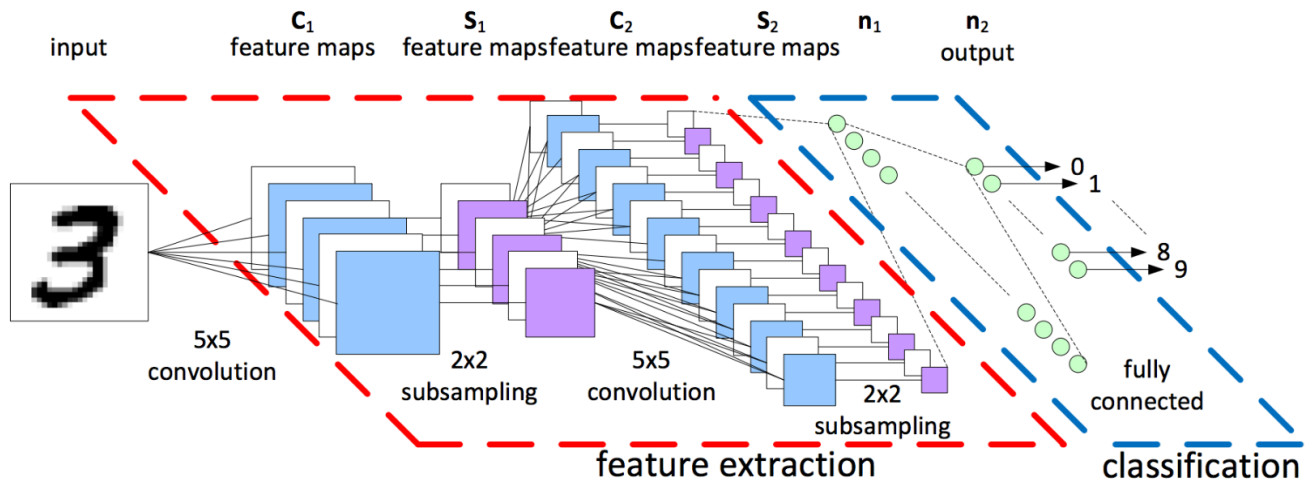 C1 S1 C2 S2 n1 n2
input feature maps feature maps feature maps feature maps output
0
1
8
9
5x5
convolution
2x2
subsampling
5x5
convolution
2x2
subsampling
fully
connected
feature extraction
classification